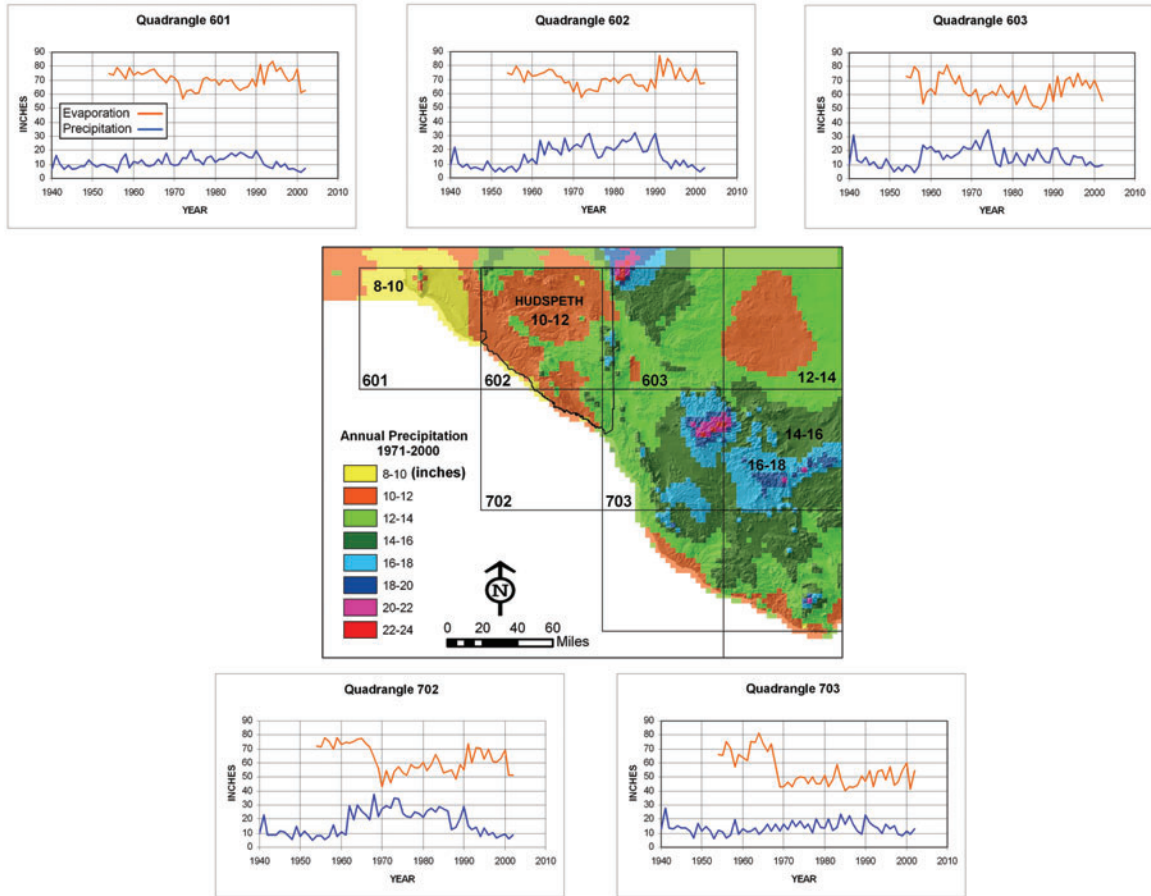 Quadrangle 601
90
80
70
60
50
40
30
20
10
0
INCHES
Evaporation
Precipitation
1940 1950 1960 1970 1980 1990 2000 2010
YEAR
Quadrangle 602
90
80
70
60
50
40
30
20
10
0
INCHES
1940 1950 1960 1970 1980 1990 2000 2010
YEAR
Quadrangle 603
90
80
70
60
50
40
30
20
10
0
INCHES
1940 1950 1960 1970 1980 1990 2000 2010
YEAR
8-10
HUDSPETH
10-12
601 602 603 12-14
14-16
16-18
702 703
Annual Precipitation
1971-2000
8-10 (inches)
10-12
12-14
14-16
16-18
18-20
20-22
22-24
N
0 20 40 60
Miles
Quadrangle 702
90
80
70
60
50
40
30
20
10
0
INCHES
1940 1950 1960 1970 1980 1990 2000 2010
YEAR
Quadrangle 703
90
80
70
60
50
40
30
20
10
0
INCHES
1940 1950 1960 1970 1980 1990 2000 2010
YEAR